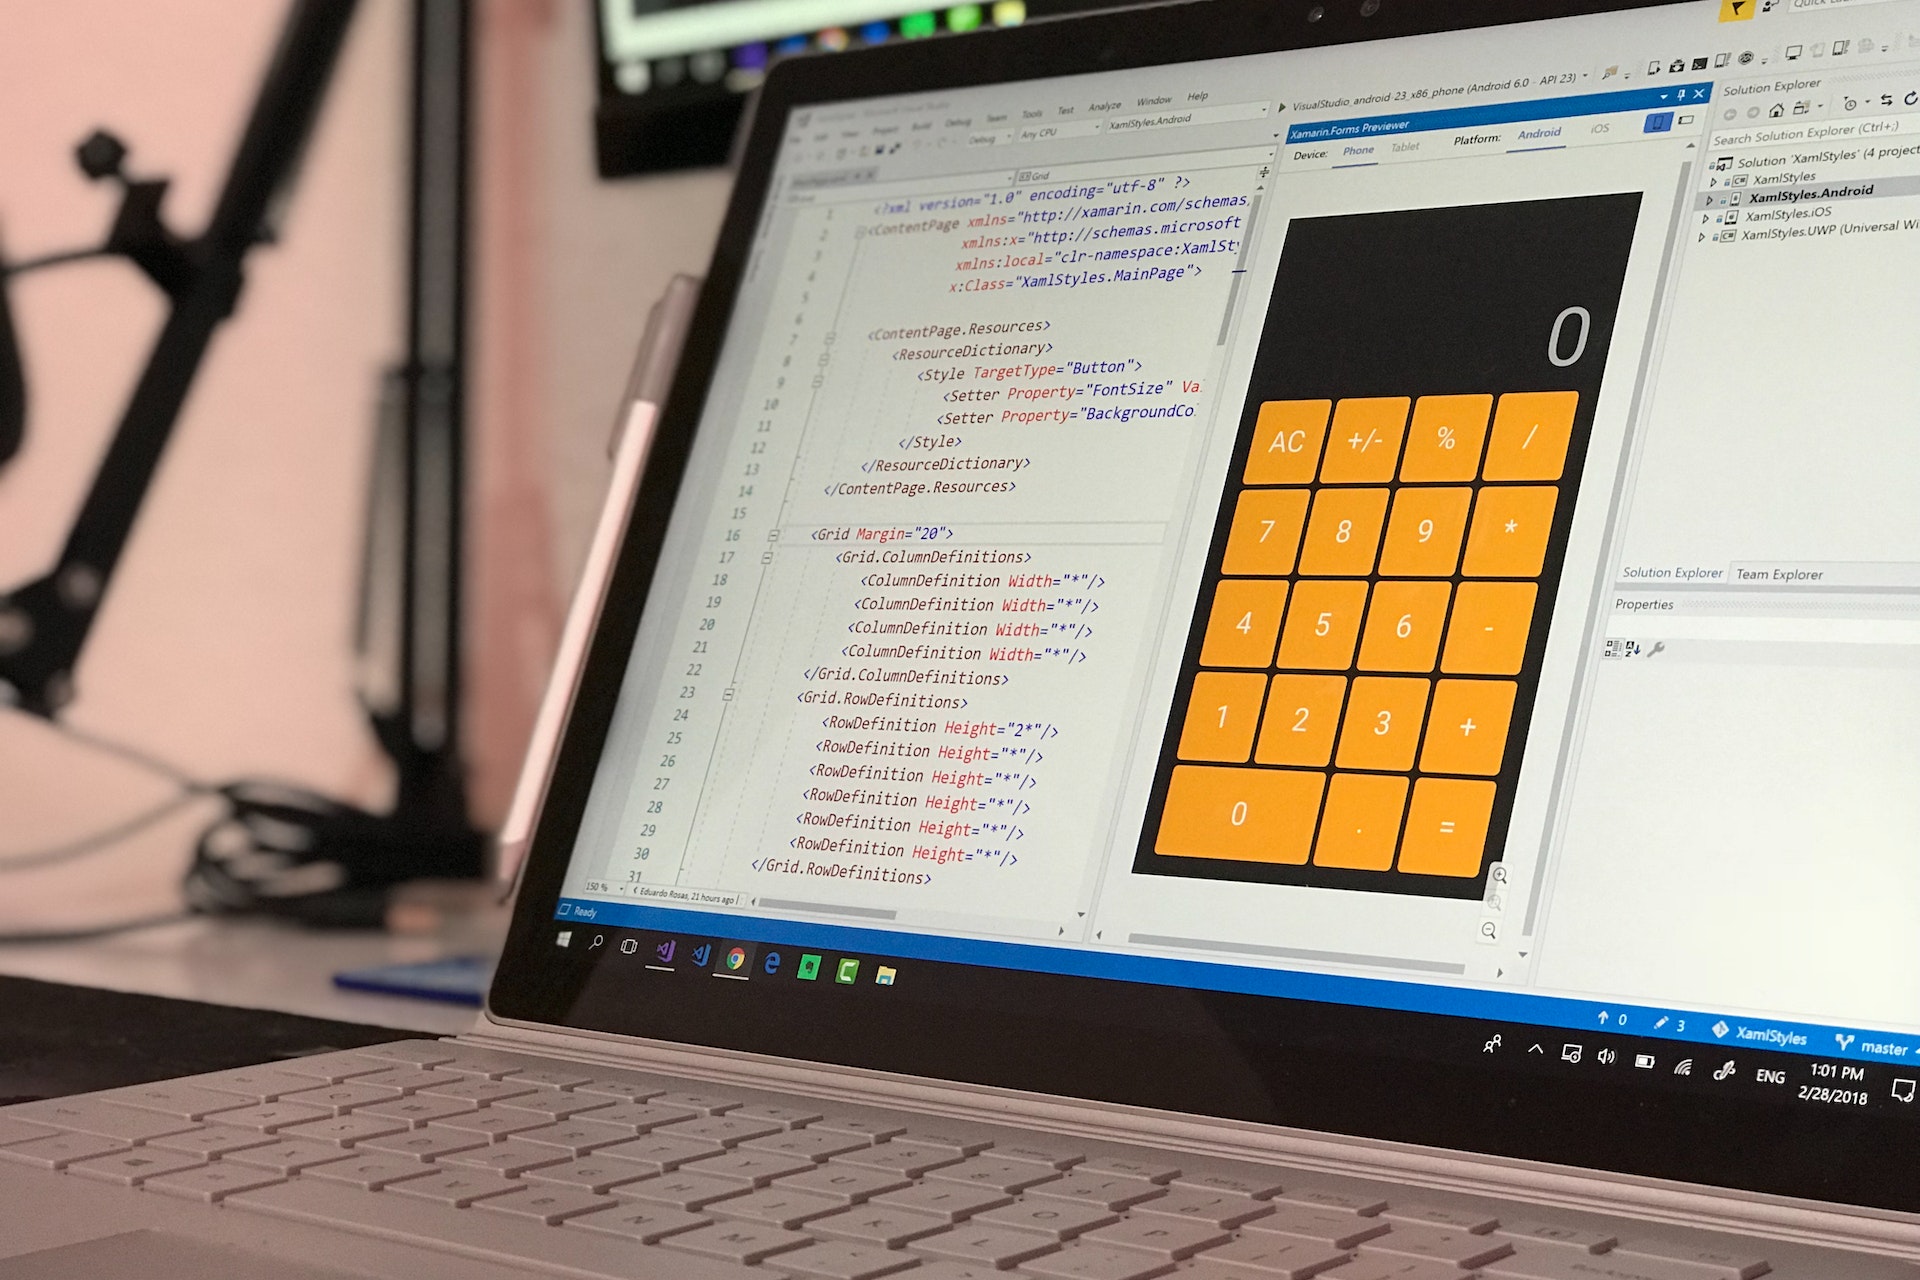 Quick
Tools Test Analyze Window Help
Debug Any CPU XamlStyles.Android VisualStudio_android-23_x86_phone (Android 6.0 - API 23)
Grid
1 <?xml version="1.0" encoding="utf-8" ?>
2 <ContentPage xmlns="http://xamarin.com/schemas/
3 xmlns:x="http://schemas.microsoft
4 xmlns:local="clr-namespace:XamlSty
5 x:Class="XamlStyles.MainPage">
6
7 <ContentPage.Resources>
8 <ResourceDictionary>
9 <Style TargetType="Button">
10 <Setter Property="FontSize" Va
11 <Setter Property="BackgroundCo
12 </Style>
13 </ResourceDictionary>
14 </ContentPage.Resources>
15
16 <Grid Margin="20">
17 <Grid.ColumnDefinitions>
18 <ColumnDefinition Width="*"/>
19 <ColumnDefinition Width="*"/>
20 <ColumnDefinition Width="*"/>
21 <ColumnDefinition Width="*"/>
22 </Grid.ColumnDefinitions>
23 <Grid.RowDefinitions>
24 <RowDefinition Height="2*"/>
25 <RowDefinition Height="*"/>
26 <RowDefinition Height="*"/>
27 <RowDefinition Height="*"/>
28 <RowDefinition Height="*"/>
29 <RowDefinition Height="*"/>
30 </Grid.RowDefinitions>
31
150 % Eduardo Rosas, 21 hours ago
Xamarin.Forms Previewer
Device: Phone Tablet Platform: Android iOS
0
AC +/- % /
7 8 9 *
4 5 6 -
1 2 3 +
0 . =
Solution Explorer
Search Solution Explorer (Ctrl+;)
Solution 'XamlStyles' (4 project
XamlStyles
XamlStyles.Android
XamlStyles.iOS
XamlStyles.UWP (Universal Wi
Solution Explorer Team Explorer
Properties
Ready
0 3 XamlStyles master
ENG 1:01 PM
2/28/2018